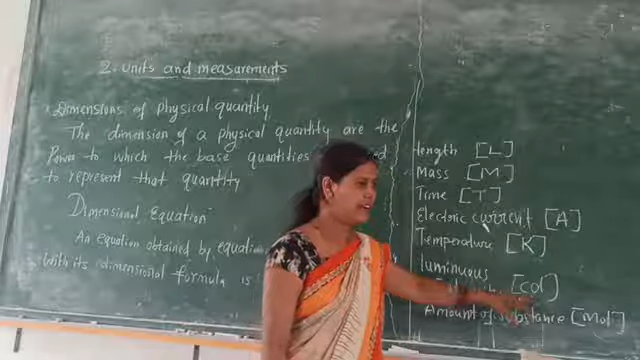 2. Units and measurements
Dimensions of physical quantity
The dimension of a physical quantity are the
Power to which the base quantities
to represent that quantity
Dimensional Equation
An equation obtained by equation
With its dimensional formula is
length [L]
Mass [M]
Time [T]
Electric current [A]
Temperature [K]
luminous
[cd]
Amount of substance [Mol]